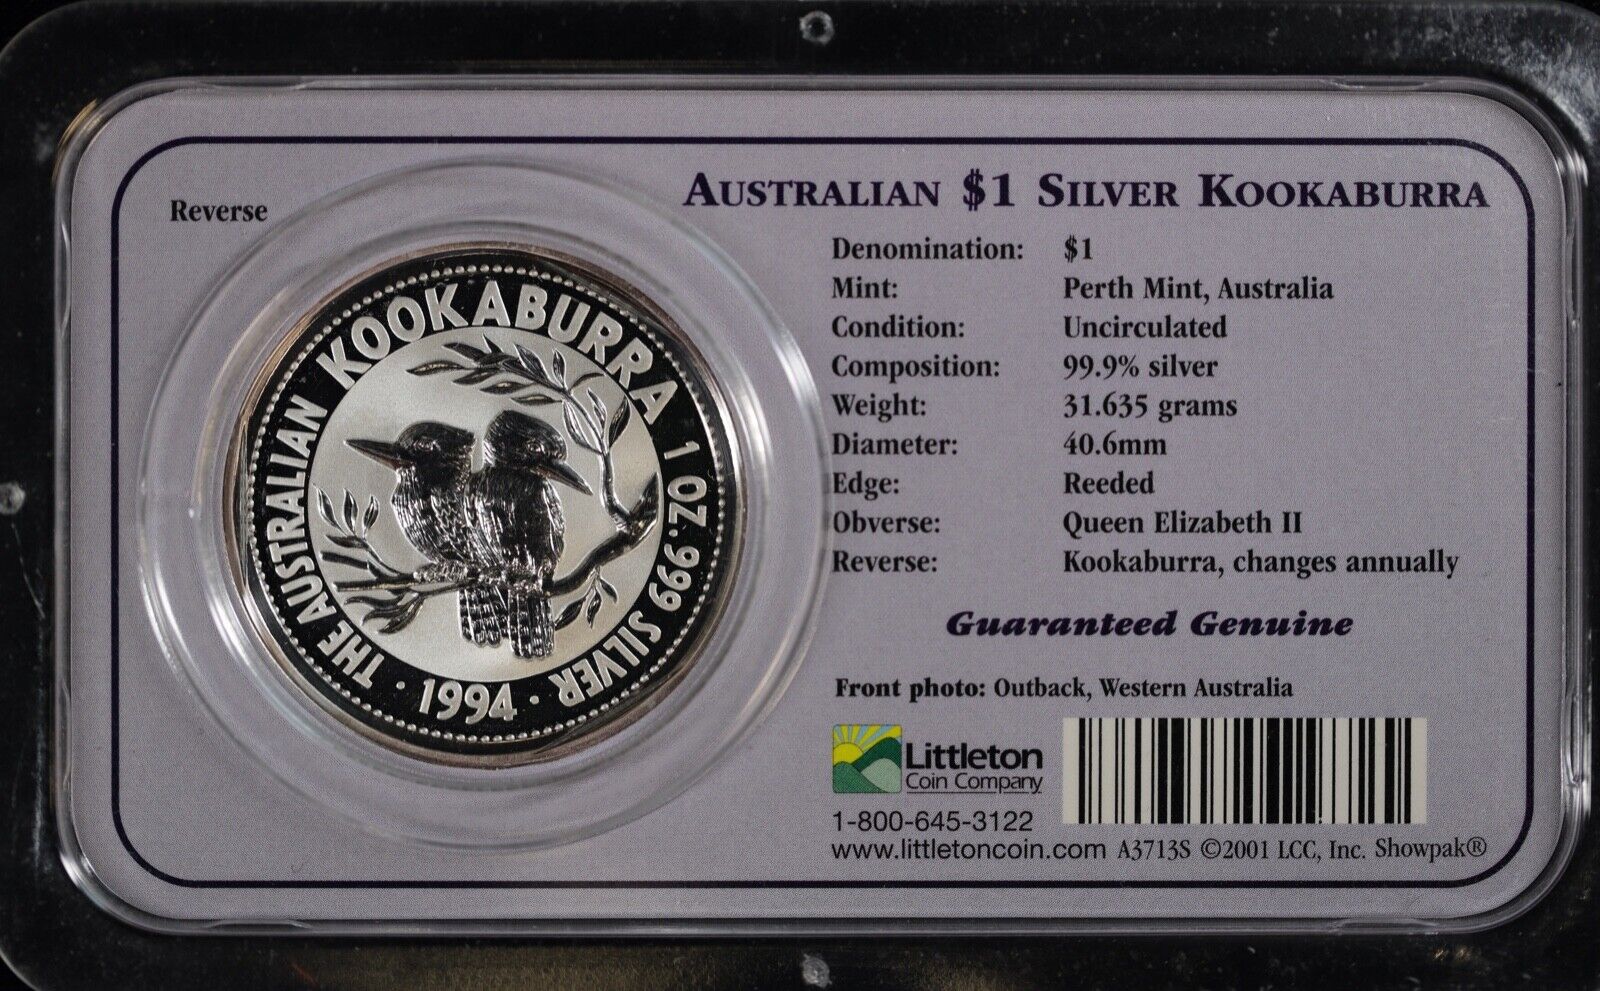 Reverse
THE AUSTRALIAN KOOKABURRA 1 OZ. 999 SILVER
· 1994 ·
AUSTRALIAN $1 SILVER KOOKABURRA
Denomination: $1
Mint: Perth Mint, Australia
Condition: Uncirculated
Composition: 99.9% silver
Weight: 31.635 grams
Diameter: 40.6mm
Edge: Reeded
Obverse: Queen Elizabeth II
Reverse: Kookaburra, changes annually
Guaranteed Genuine
Front photo: Outback, Western Australia
Littleton
Coin Company
1-800-645-3122
www.littletoncoin.com A3713S ©2001 LCC, Inc. Showpak®